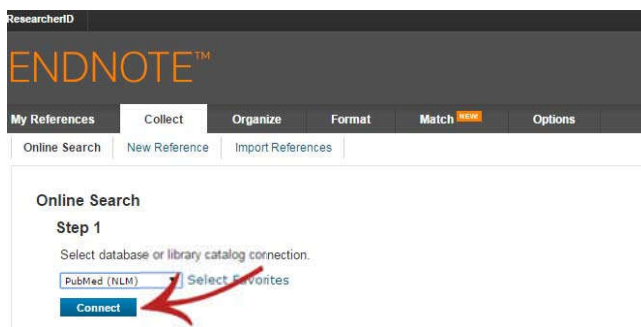 ResearcherID
ENDNOTE™
My References Collect Organize Format Match NEW Options
Online Search New Reference Import References
Online Search
Step 1
Select database or library catalog connection.
PubMed (NLM) Select Favorites
Connect